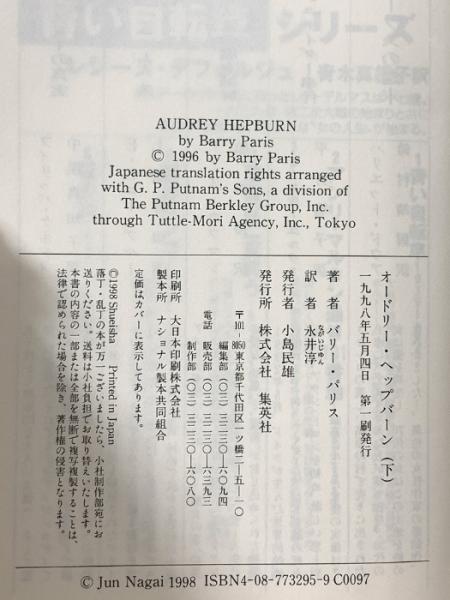 AUDREY HEPBURN
by Barry Paris
© 1996 by Barry Paris
Japanese translation rights arranged
with G. P. Putnam's Sons, a division of
The Putnam Berkley Group, Inc.
through Tuttle-Mori Agency, Inc., Tokyo
オードリー・ヘップバーン(下)
一九九八年五月四日 第一刷発行
著者 バリー・パリス
訳者 永井淳
ながいじゅん
発行者 小島民雄
発行所 株式会社 集英社
〒101-8050 東京都千代田区一ツ橋二―五―一〇
編集部(〇三)三二三〇―六〇九四
電話 販売部(〇三)三二三〇―六三九三
制作部(〇三)三二三〇―六〇八〇
印刷所 大日本印刷株式会社
製本所 ナショナル製本共同組合
定価はカバーに表示してあります。
©1998 Shueisha Printed in Japan
落丁・乱丁の本が万一ございましたら、小社制作部宛にお
送りください。送料は小社負担でお取り替えいたします。
本書の内容の一部または全部を無断で複写複製することは、
法律で認められた場合を除き、著作権の侵害となります。
© Jun Nagai 1998 ISBN4-08-773295-9 C0097